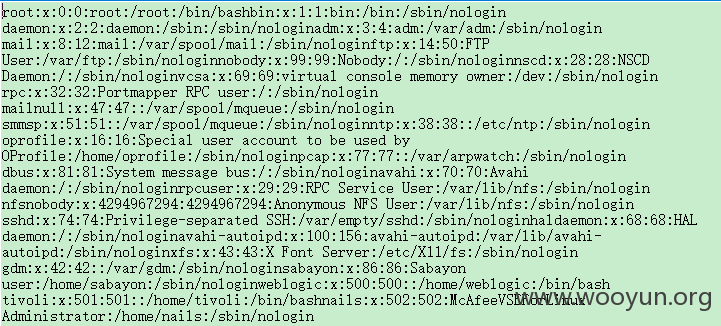 root:x:0:0:root:/root:/bin/bashbin:x:1:1:bin:/bin:/sbin/nologin
daemon:x:2:2:daemon:/sbin:/sbin/nologinadm:x:3:4:adm:/var/adm:/sbin/nologin
mail:x:8:12:mail:/var/spool/mail:/sbin/nologinftp:x:14:50:FTP
User:/var/ftp:/sbin/nologinnobody:x:99:99:Nobody:/:/sbin/nologinnscd:x:28:28:NSCD
Daemon:/:/sbin/nologinvcsa:x:69:69:virtual console memory owner:/dev:/sbin/nologin
rpc:x:32:32:Portmapper RPC user:/:/sbin/nologin
mailnull:x:47:47::/var/spool/mqueue:/sbin/nologin
smmsp:x:51:51::/var/spool/mqueue:/sbin/nologinntp:x:38:38::/etc/ntp:/sbin/nologin
oprofile:x:16:16:Special user account to be used by
OProfile:/home/oprofile:/sbin/nologinpcap:x:77:77::/var/arpwatch:/sbin/nologin
dbus:x:81:81:System message bus:/:/sbin/nologinavahi:x:70:70:Avahi
daemon:/:/sbin/nologinrpcuser:x:29:29:RPC Service User:/var/lib/nfs:/sbin/nologin
nfsnobody:x:4294967294:4294967294:Anonymous NFS User:/var/lib/nfs:/sbin/nologin
sshd:x:74:74:Privilege-separated SSH:/var/empty/sshd:/sbin/nologinhaldaemon:x:68:68:HAL
daemon:/:/sbin/nologinavahi-autoipd:x:100:156:avahi-autoipd:/var/lib/avahi-
autoipd:/sbin/nologinxfs:x:43:43:X Font Server:/etc/X11/fs:/sbin/nologin
gdm:x:42:42::/var/gdm:/sbin/nologinsabayon:x:86:86:Sabayon
user:/home/sabayon:/sbin/nologinweblogic:x:500:500::/home/weblogic:/bin/bash
tivoli:x:501:501::/home/tivoli:/bin/bashnails:x:502:502:McAfeeVSEForLinux
Administrator:/home/nails:/sbin/nologin
www.wooyun.org